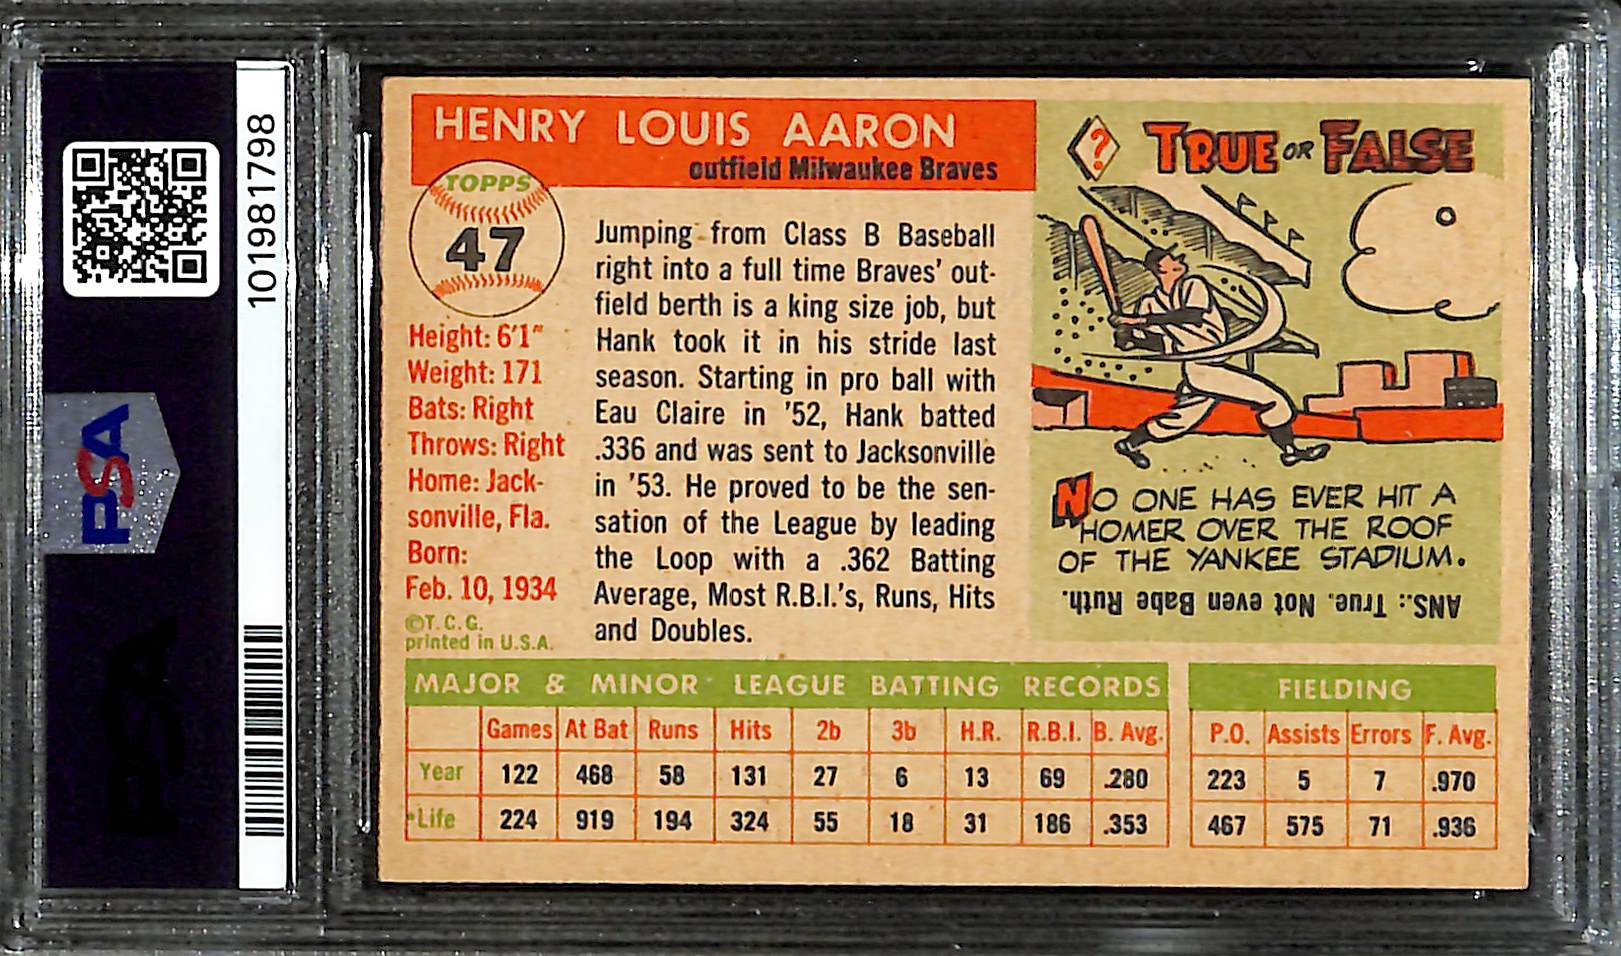 101981798
PSA
PSA
HENRY LOUIS AARON
outfield Milwaukee Braves
TOPPS
47
Height: 6'1"
Weight: 171
Bats: Right
Throws: Right
Home: Jack-
sonville, Fla.
Born:
Feb. 10, 1934
©T.C.G.
printed in U.S.A.
Jumping from Class B Baseball
right into a full time Braves' out-
field berth is a king size job, but
Hank took it in his stride last
season. Starting in pro ball with
Eau Claire in '52, Hank batted
.336 and was sent to Jacksonville
in '53. He proved to be the sen-
sation of the League by leading
the Loop with a .362 Batting
Average, Most R.B.I.'s, Runs, Hits
and Doubles.
? TRUE OR FALSE
NO ONE HAS EVER HIT A
HOMER OVER THE ROOF
OF THE YANKEE STADIUM.
ANS.: True. Not even Babe Ruth.
MAJOR & MINOR LEAGUE BATTING RECORDS
Games At Bat Runs Hits 2b 3b H.R. R.B.I. B. Avg.
Year 122 468 58 131 27 6 13 69 .280
Life 224 919 194 324 55 18 31 186 .353
FIELDING
P.O. Assists Errors F. Avg.
223 5 7 .970
467 575 71 .936